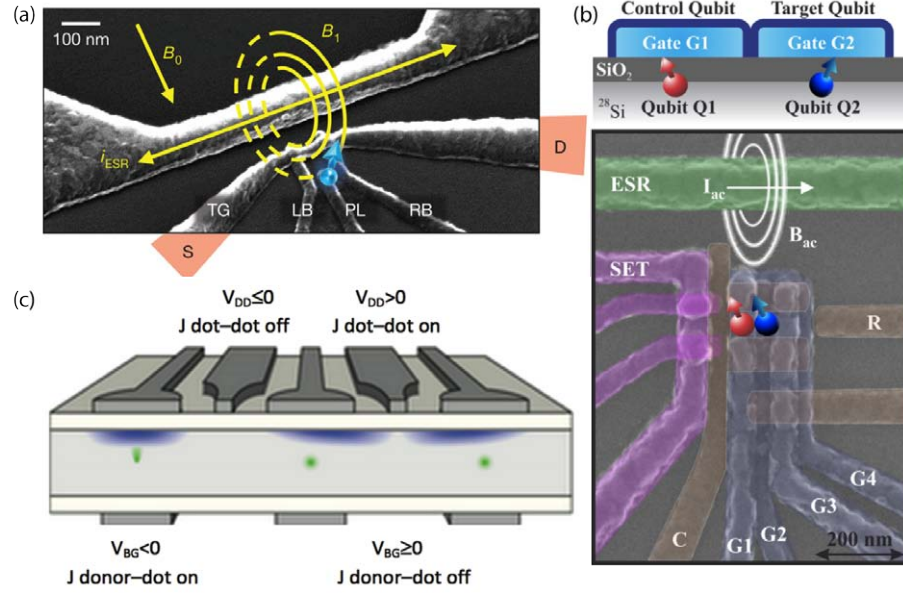 (a)
100 nm
B0
B1
iESR
TG
LB
PL
RB
D
S
(b)
Control Qubit Target Qubit
Gate G1 Gate G2
SiO2
28Si
Qubit Q1 Qubit Q2
ESR
Iac
Bac
SET
R
C
G1
G2
G3
G4
200 nm
(c)
VDD≤0 VDD>0
J dot–dot off J dot–dot on
VBG<0 VBG≥0
J donor–dot on J donor–dot off